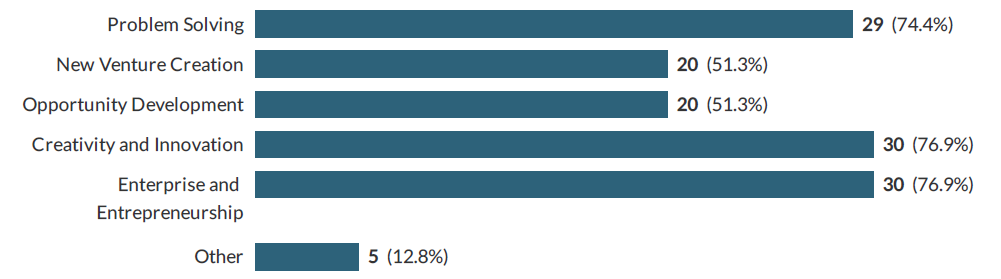 Problem Solving 29 (74.4%)
New Venture Creation 20 (51.3%)
Opportunity Development 20 (51.3%)
Creativity and Innovation 30 (76.9%)
Enterprise and 30 (76.9%)
Entrepreneurship
Other 5 (12.8%)